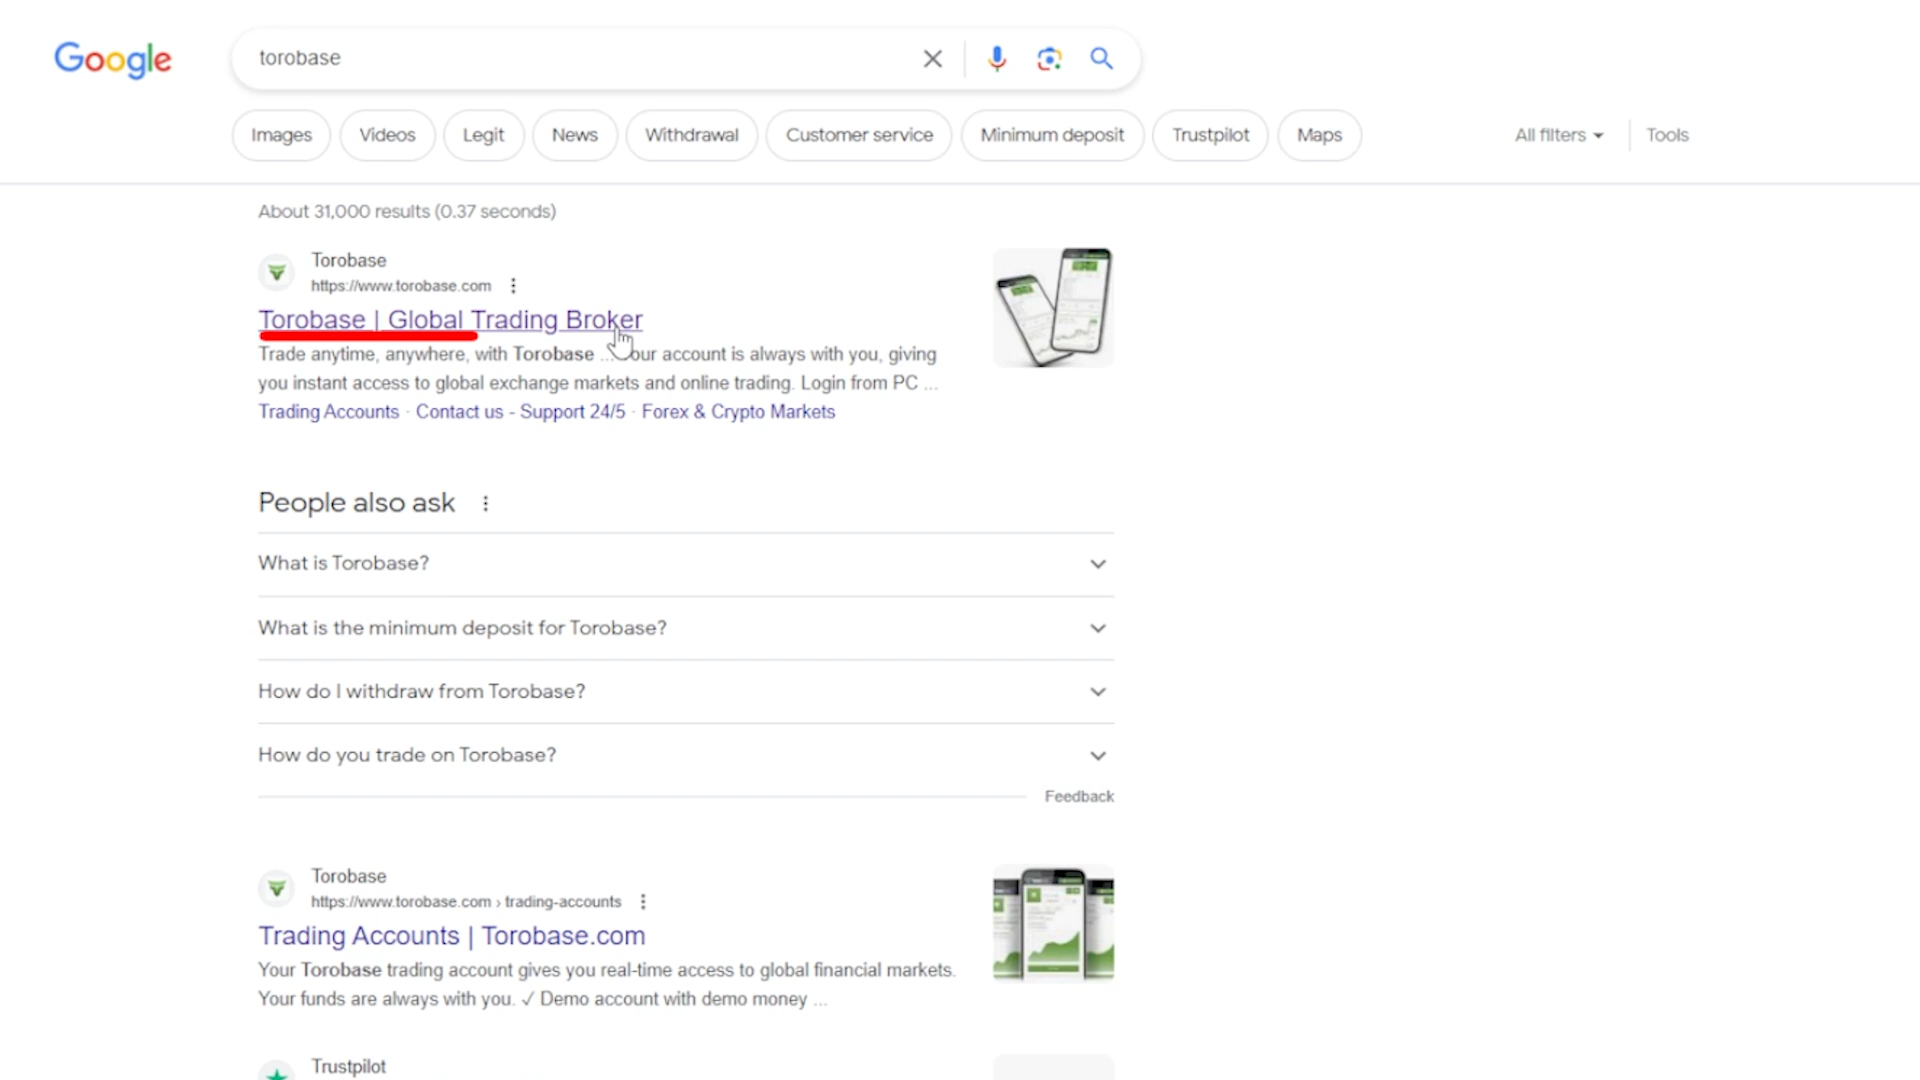 Google
torobase
Images
Videos
Legit
News
Withdrawal
Customer service
Minimum deposit
Trustpilot
Maps
All filters
Tools
About 31,000 results (0.37 seconds)
Torobase
https://www.torobase.com
Torobase | Global Trading Broker
Trade anytime, anywhere, with Torobase ... our account is always with you, giving
you instant access to global exchange markets and online trading. Login from PC ...
Trading Accounts · Contact us - Support 24/5 · Forex & Crypto Markets
People also ask
What is Torobase?
What is the minimum deposit for Torobase?
How do I withdraw from Torobase?
How do you trade on Torobase?
Feedback
Torobase
https://www.torobase.com › trading-accounts
Trading Accounts | Torobase.com
Your Torobase trading account gives you real-time access to global financial markets.
Your funds are always with you. ✓ Demo account with demo money ...
Trustpilot